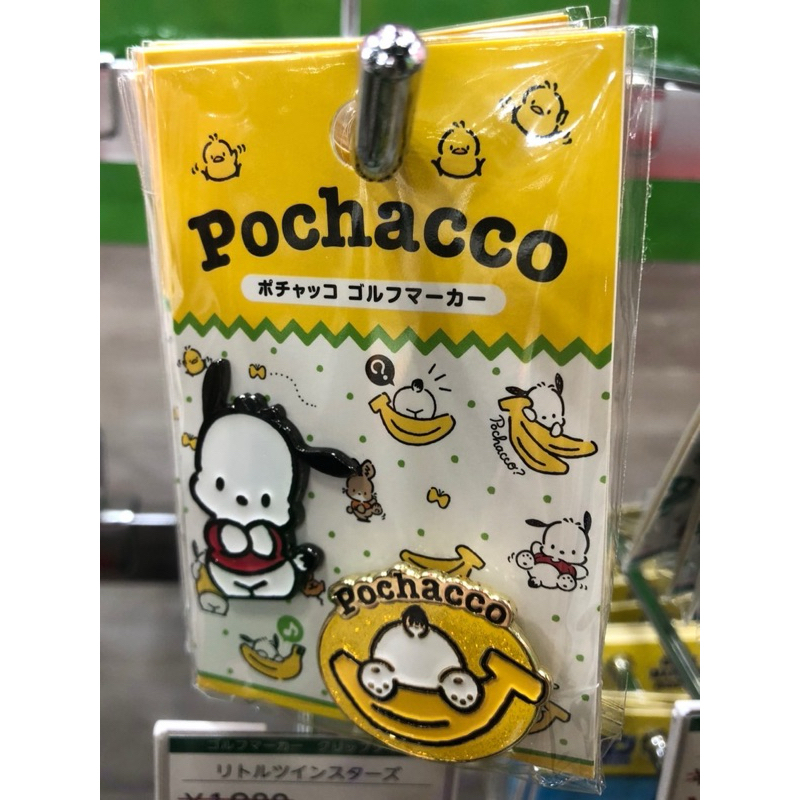 Pochacco
ポチャッコ ゴルフマーカー
?
Pochacco?
Pochacco
ゴルフマーカー
リトルツインスターズ